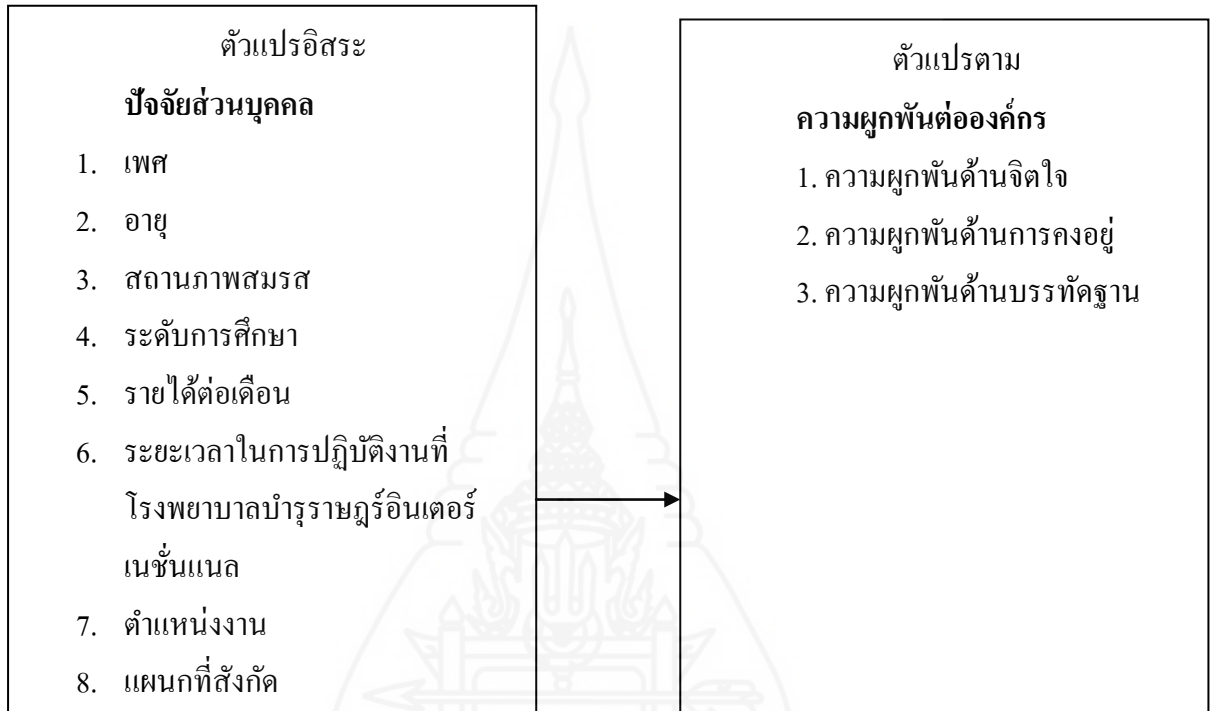 ตัวแปรอิสระ
ปัจจัยส่วนบุคคล
1. เพศ
2. อายุ
3. สถานภาพสมรส
4. ระดับการศึกษา
5. รายได้ต่อเดือน
6. ระยะเวลาในการปฏิบัติงานที่
โรงพยาบาลบำรุราษฎร์อินเตอร์
เนชั่นแนล
7. ตำแหน่งงาน
8. แผนกที่สังกัด
ตัวแปรตาม
ความผูกพันต่อองค์กร
1. ความผูกพันด้านจิตใจ
2. ความผูกพันด้านการคงอยู่
3. ความผูกพันด้านบรรทัดฐาน